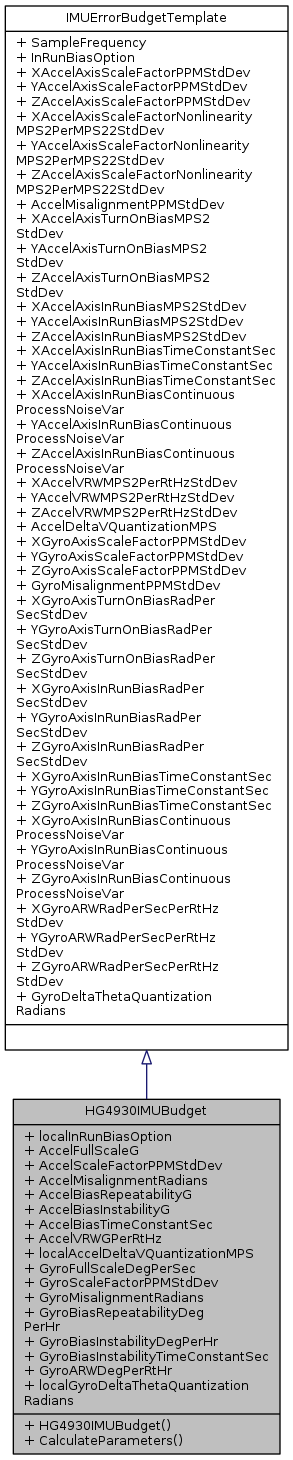 IMUErrorBudgetTemplate
+ SampleFrequency
+ InRunBiasOption
+ XAccelAxisScaleFactorPPMStdDev
+ YAccelAxisScaleFactorPPMStdDev
+ ZAccelAxisScaleFactorPPMStdDev
+ XAccelAxisScaleFactorNonlinearity
MPS2PerMPS22StdDev
+ YAccelAxisScaleFactorNonlinearity
MPS2PerMPS22StdDev
+ ZAccelAxisScaleFactorNonlinearity
MPS2PerMPS22StdDev
+ AccelMisalignmentPPMStdDev
+ XAccelAxisTurnOnBiasMPS2
StdDev
+ YAccelAxisTurnOnBiasMPS2
StdDev
+ ZAccelAxisTurnOnBiasMPS2
StdDev
+ XAccelAxisInRunBiasMPS2StdDev
+ YAccelAxisInRunBiasMPS2StdDev
+ ZAccelAxisInRunBiasMPS2StdDev
+ XAccelAxisInRunBiasTimeConstantSec
+ YAccelAxisInRunBiasTimeConstantSec
+ ZAccelAxisInRunBiasTimeConstantSec
+ XAccelAxisInRunBiasContinuous
ProcessNoiseVar
+ YAccelAxisInRunBiasContinuous
ProcessNoiseVar
+ ZAccelAxisInRunBiasContinuous
ProcessNoiseVar
+ XAccelVRWMPS2PerRtHzStdDev
+ YAccelVRWMPS2PerRtHzStdDev
+ ZAccelVRWMPS2PerRtHzStdDev
+ AccelDeltaVQuantizationMPS
+ XGyroAxisScaleFactorPPMStdDev
+ YGyroAxisScaleFactorPPMStdDev
+ ZGyroAxisScaleFactorPPMStdDev
+ GyroMisalignmentPPMStdDev
+ XGyroAxisTurnOnBiasRadPer
SecStdDev
+ YGyroAxisTurnOnBiasRadPer
SecStdDev
+ ZGyroAxisTurnOnBiasRadPer
SecStdDev
+ XGyroAxisInRunBiasRadPer
SecStdDev
+ YGyroAxisInRunBiasRadPer
SecStdDev
+ ZGyroAxisInRunBiasRadPer
SecStdDev
+ XGyroAxisInRunBiasTimeConstantSec
+ YGyroAxisInRunBiasTimeConstantSec
+ ZGyroAxisInRunBiasTimeConstantSec
+ XGyroAxisInRunBiasContinuous
ProcessNoiseVar
+ YGyroAxisInRunBiasContinuous
ProcessNoiseVar
+ ZGyroAxisInRunBiasContinuous
ProcessNoiseVar
+ XGyroARWRadPerSecPerRtHz
StdDev
+ YGyroARWRadPerSecPerRtHz
StdDev
+ ZGyroARWRadPerSecPerRtHz
StdDev
+ GyroDeltaThetaQuantization
Radians
HG4930IMUBudget
+ localInRunBiasOption
+ AccelFullScaleG
+ AccelScaleFactorPPMStdDev
+ AccelMisalignmentRadians
+ AccelBiasRepeatabilityG
+ AccelBiasInstabilityG
+ AccelBiasTimeConstantSec
+ AccelVRWGPerRtHz
+ localAccelDeltaVQuantizationMPS
+ GyroFullScaleDegPerSec
+ GyroScaleFactorPPMStdDev
+ GyroMisalignmentRadians
+ GyroBiasRepeatabilityDeg
PerHr
+ GyroBiasInstabilityDegPerHr
+ GyroBiasInstabilityTimeConstantSec
+ GyroARWDegPerRtHr
+ localGyroDeltaThetaQuantization
Radians
+ HG4930IMUBudget()
+ CalculateParameters()